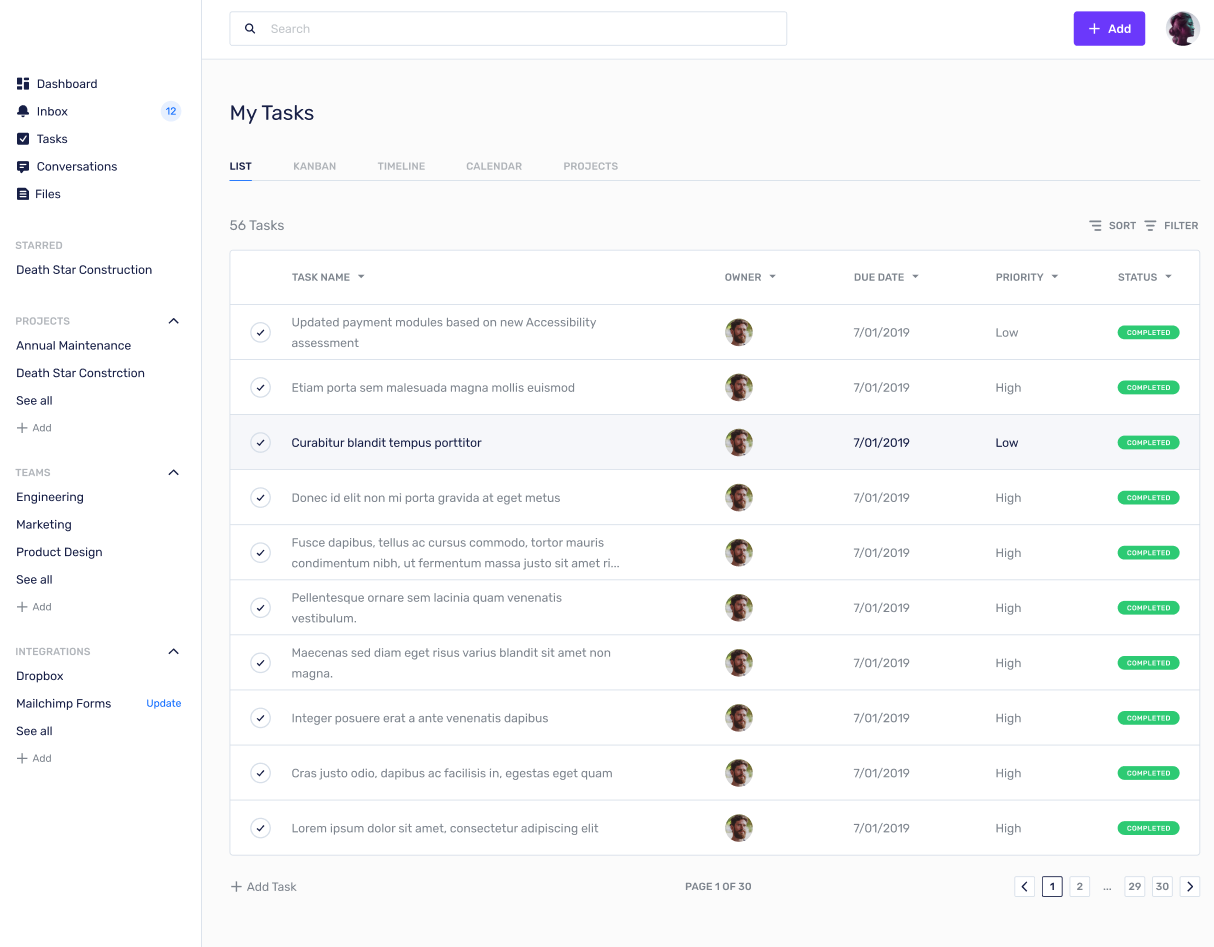 Search
+ Add
Dashboard
Inbox 12
Tasks
Conversations
Files
STARRED
Death Star Construction
PROJECTS
Annual Maintenance
Death Star Constrction
See all
+ Add
TEAMS
Engineering
Marketing
Product Design
See all
+ Add
INTEGRATIONS
Dropbox
Mailchimp Forms Update
See all
+ Add
My Tasks
LIST KANBAN TIMELINE CALENDAR PROJECTS
56 Tasks SORT FILTER
TASK NAME OWNER DUE DATE PRIORITY STATUS
Updated payment modules based on new Accessibility
assessment
7/01/2019 Low COMPLETED
Etiam porta sem malesuada magna mollis euismod 7/01/2019 High COMPLETED
Curabitur blandit tempus porttitor 7/01/2019 Low COMPLETED
Donec id elit non mi porta gravida at eget metus 7/01/2019 High COMPLETED
Fusce dapibus, tellus ac cursus commodo, tortor mauris
condimentum nibh, ut fermentum massa justo sit amet ri...
7/01/2019 High COMPLETED
Pellentesque ornare sem lacinia quam venenatis
vestibulum.
7/01/2019 High COMPLETED
Maecenas sed diam eget risus varius blandit sit amet non
magna.
7/01/2019 High COMPLETED
Integer posuere erat a ante venenatis dapibus 7/01/2019 High COMPLETED
Cras justo odio, dapibus ac facilisis in, egestas eget quam 7/01/2019 High COMPLETED
Lorem ipsum dolor sit amet, consectetur adipiscing elit 7/01/2019 High COMPLETED
+ Add Task PAGE 1 OF 30 1 2 ... 29 30